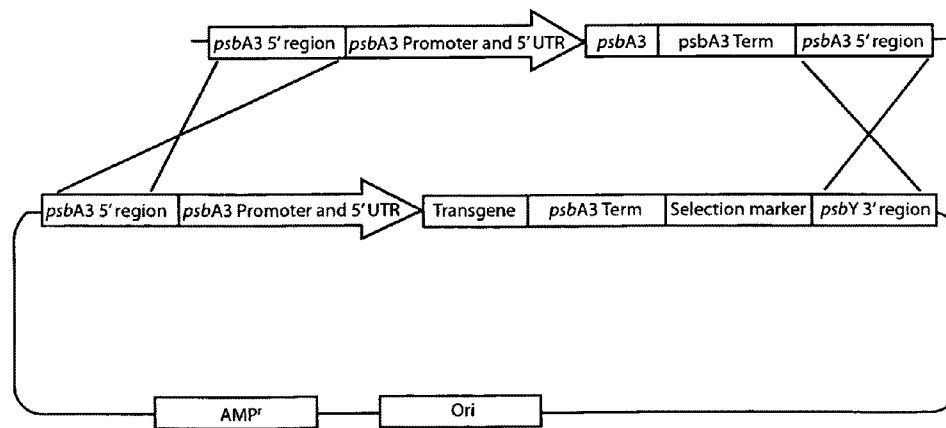 psbA3 5' region psbA3 Promoter and 5' UTR psbA3 psbA3 Term psbA3 5' region
psbA3 5' region psbA3 Promoter and 5' UTR Transgene psbA3 Term Selection marker psbY 3' region
AMPʳ Ori